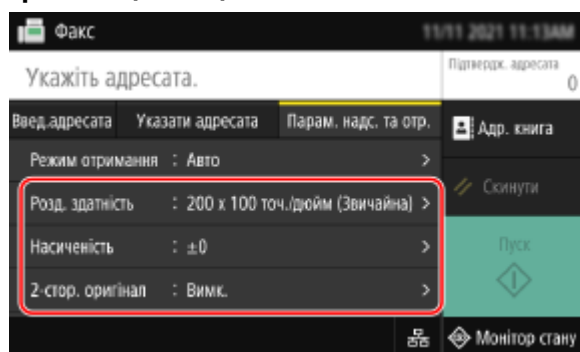 Факс 11/11 2021 11:13AM
Укажіть адресата.
Підтвердж. адресата
0
Введ.адресата Указати адресата Парам. надс. та отр.
Адр. книга
Режим отримання : Авто >
Розд. здатність : 200 x 100 точ./дюйм (Звичайна) >
Скинути
Насиченість : ±0 >
Пуск
2-стор. оригінал : Вимк. >
Монітор стану